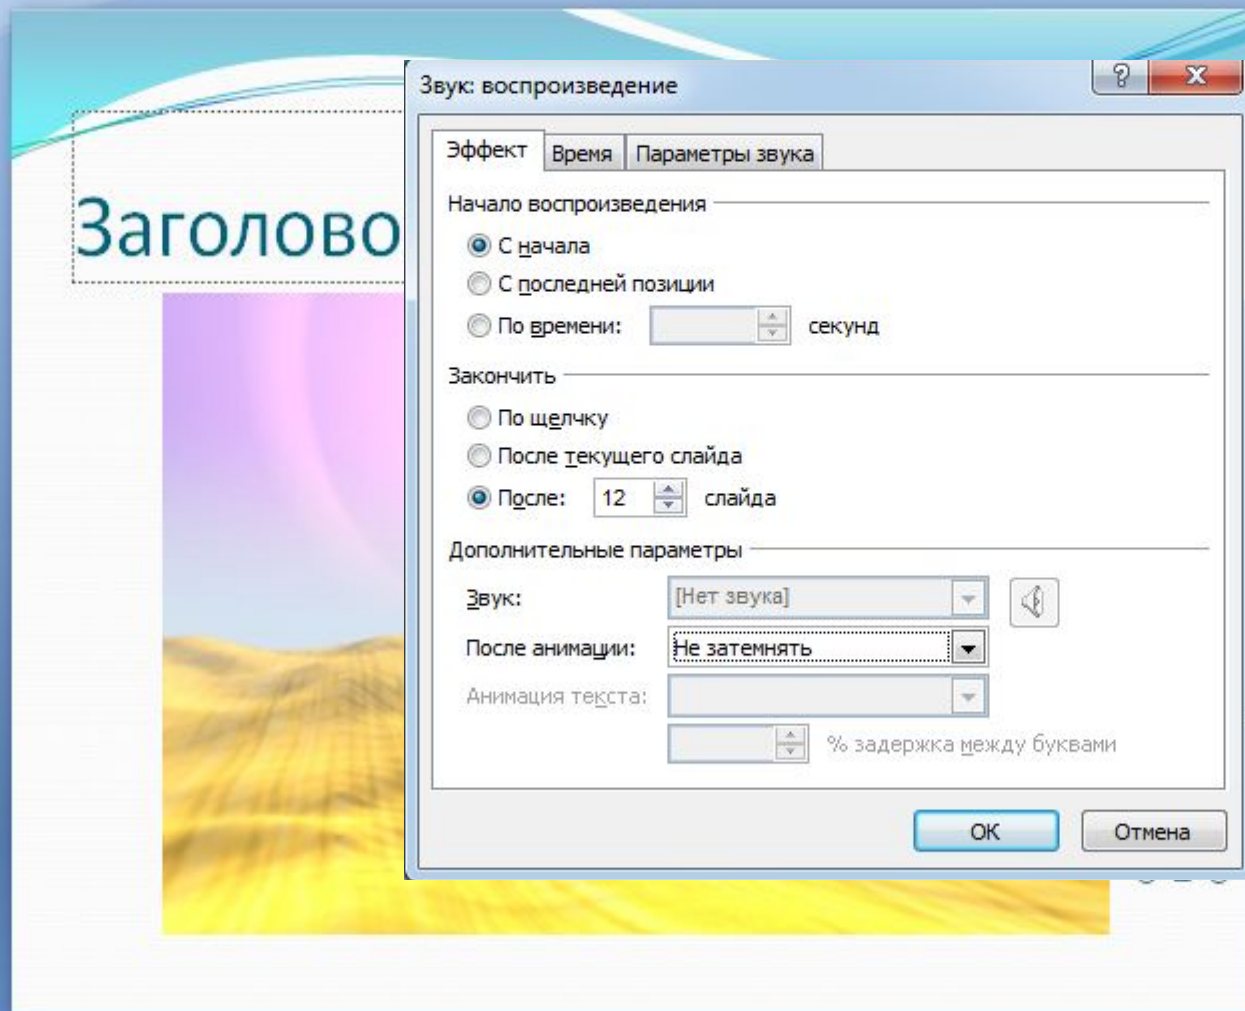 Звук: воспроизведение
Эффект Время Параметры звука
Заголово
Начало воспроизведения
С начала
С последней позиции
По времени: секунд
Закончить
По щелчку
После текущего слайда
После: 12 слайда
Дополнительные параметры
Звук: [Нет звука]
После анимации: Не затемнять
Анимация текста:
% задержка между буквами
ОК Отмена